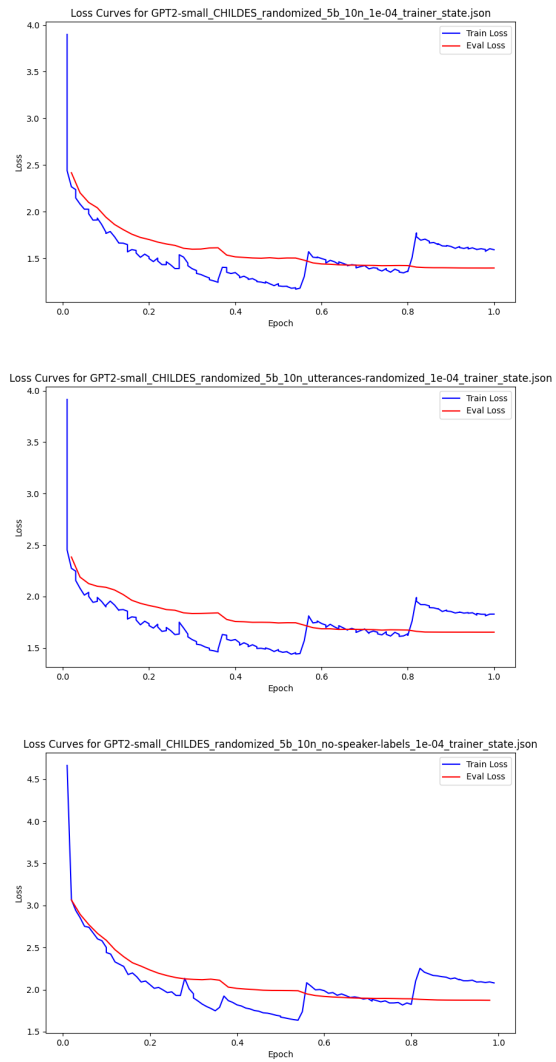 Loss Curves for GPT2-small_CHILDES_randomized_5b_10n_1e-04_trainer_state.json
4.0
3.5
3.0
2.5
2.0
1.5
Loss
Train Loss
Eval Loss
0.0 0.2 0.4 0.6 0.8 1.0
Epoch
Loss Curves for GPT2-small_CHILDES_randomized_5b_10n_utterances-randomized_1e-04_trainer_state.json
4.0
3.5
3.0
2.5
2.0
1.5
Loss
Train Loss
Eval Loss
0.0 0.2 0.4 0.6 0.8 1.0
Epoch
Loss Curves for GPT2-small_CHILDES_randomized_5b_10n_no-speaker-labels_1e-04_trainer_state.json
4.5
4.0
3.5
3.0
2.5
2.0
1.5
Loss
Train Loss
Eval Loss
0.0 0.2 0.4 0.6 0.8 1.0
Epoch